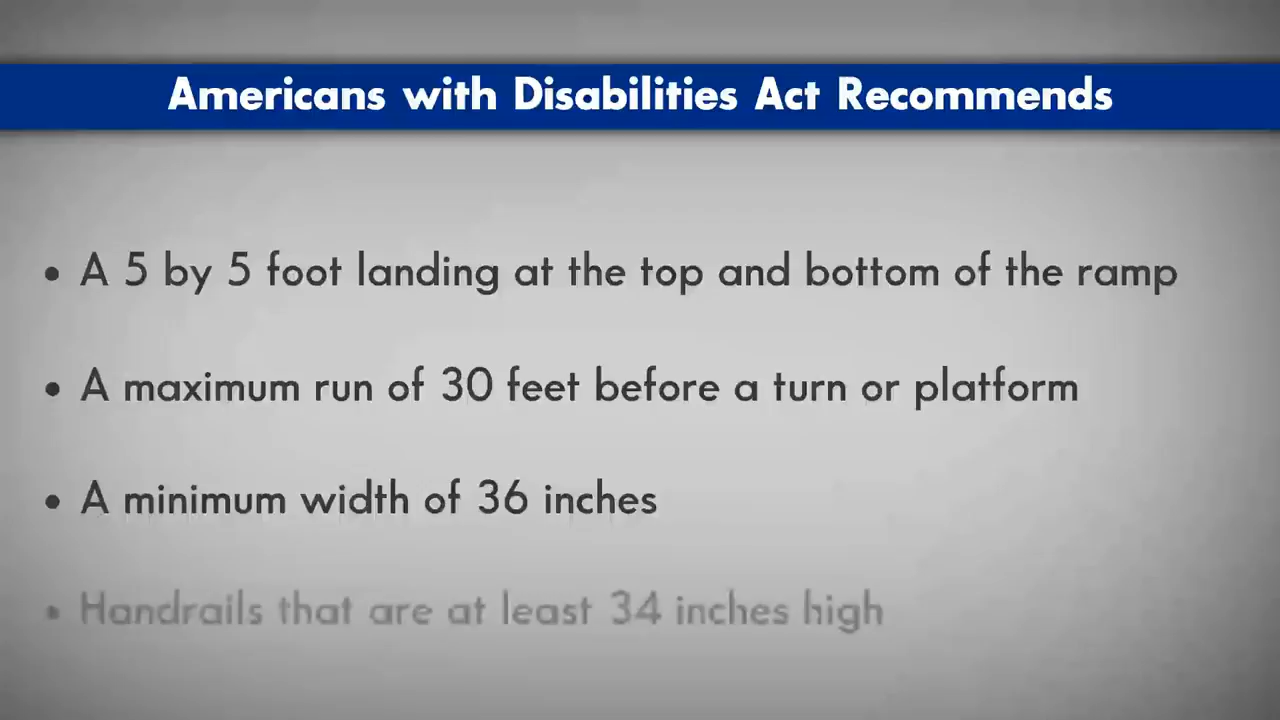 Americans with Disabilities Act Recommends
• A 5 by 5 foot landing at the top and bottom of the ramp
• A maximum run of 30 feet before a turn or platform
• A minimum width of 36 inches
• Handrails that are at least 34 inches high